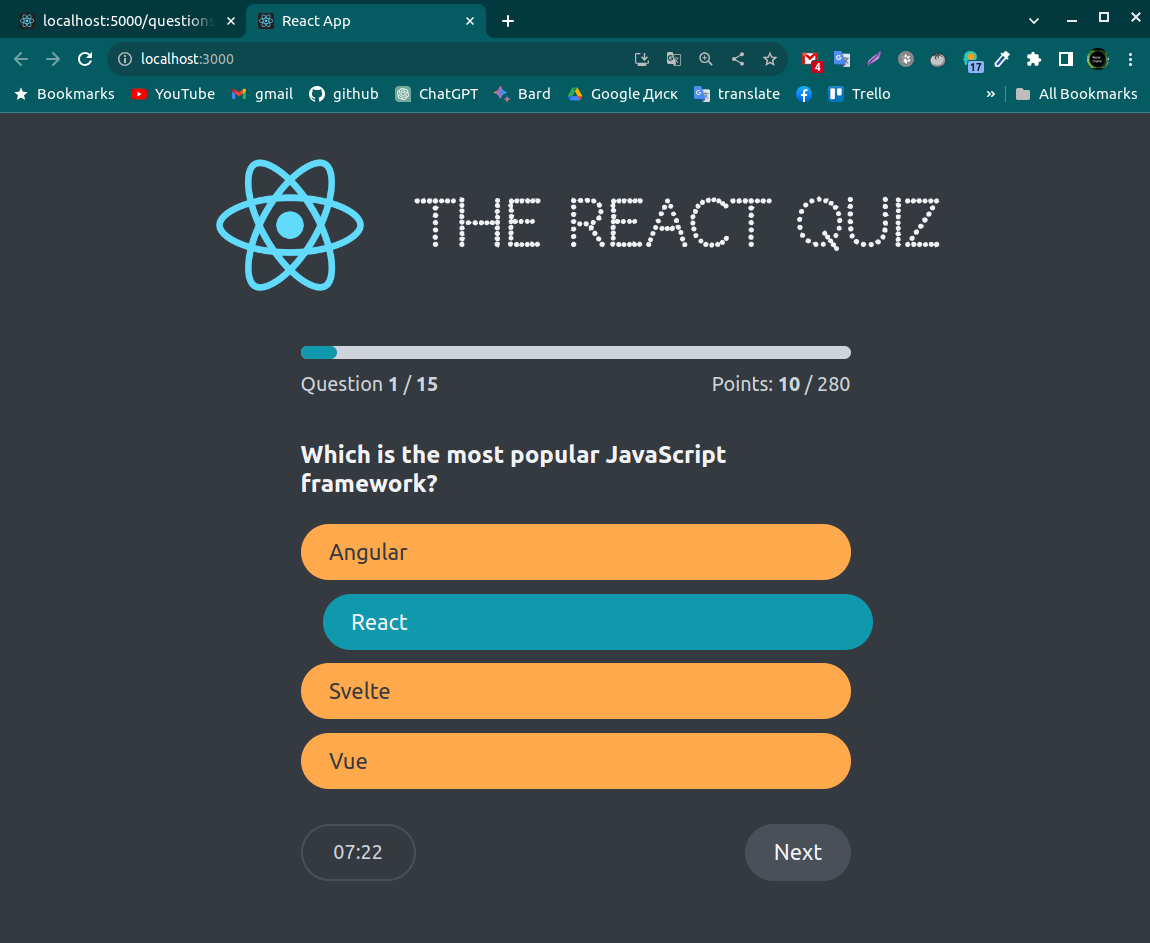 localhost:5000/questions
React App
localhost:3000
4
17
Bookmarks YouTube gmail github ChatGPT Bard Google Диск translate Trello » All Bookmarks
THE REACT QUIZ
Question 1 / 15 Points: 10 / 280
Which is the most popular JavaScript
framework?
Angular
React
Svelte
Vue
07:22 Next